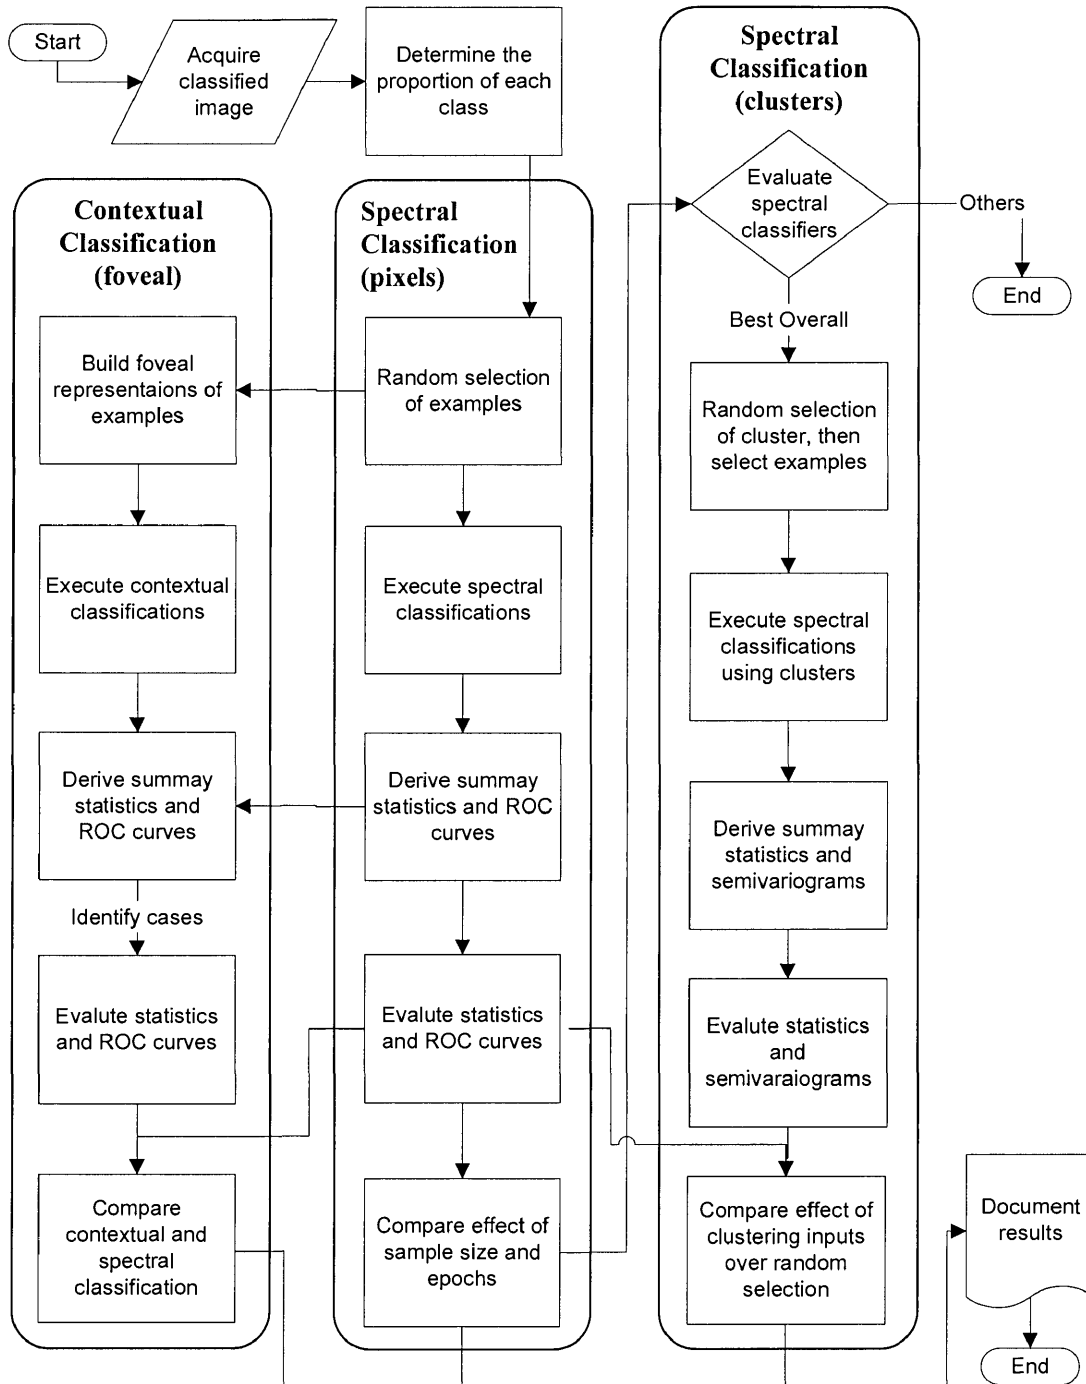 Start
Acquire
classified
image
Determine the
proportion of each
class
Spectral
Classification
(clusters)
Evaluate
spectral
classifiers
Others
End
Best Overall
Random selection
of cluster, then
select examples
Execute spectral
classifications
using clusters
Derive summay
statistics and
semivariograms
Evalute statistics
and
semivaraiograms
Compare effect of
clustering inputs
over random
selection
Contextual
Classification
(foveal)
Build foveal
representaions of
examples
Execute contextual
classifications
Derive summay
statistics and
ROC curves
Identify cases
Evalute statistics
and ROC curves
Compare
contextual and
spectral
classification
Spectral
Classification
(pixels)
Random selection
of examples
Execute spectral
classifications
Derive summay
statistics and ROC
curves
Evalute statistics
and ROC curves
Compare effect of
sample size and
epochs
Document
results
End